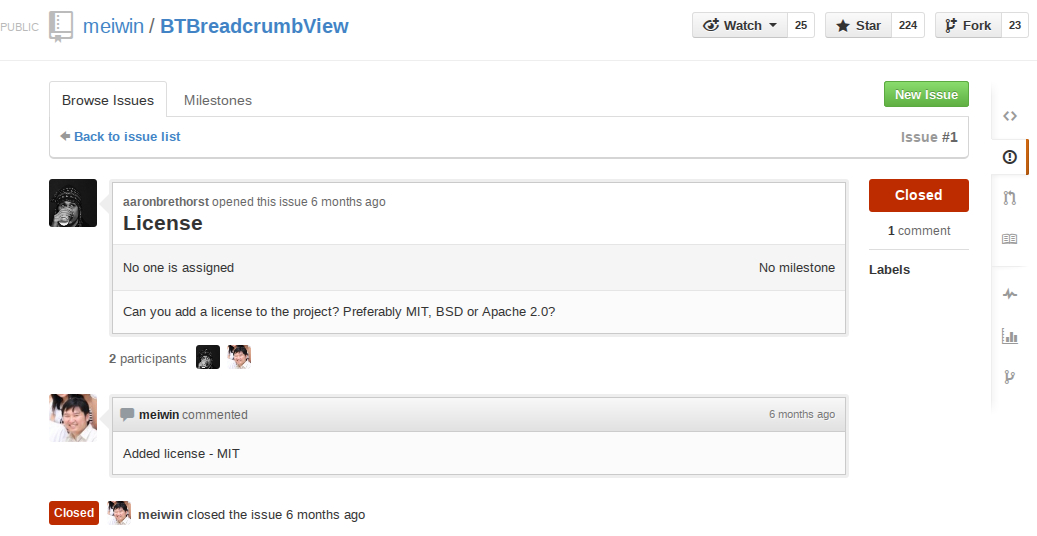 PUBLIC meiwin / BTBreadcrumbView Watch 25 Star 224 Fork 23
Browse Issues Milestones New Issue
Back to issue list Issue #1
aaronbrethorst opened this issue 6 months ago Closed
License
1 comment
No one is assigned No milestone Labels
Can you add a license to the project? Preferably MIT, BSD or Apache 2.0?
2 participants
meiwin commented 6 months ago
Added license - MIT
Closed meiwin closed the issue 6 months ago